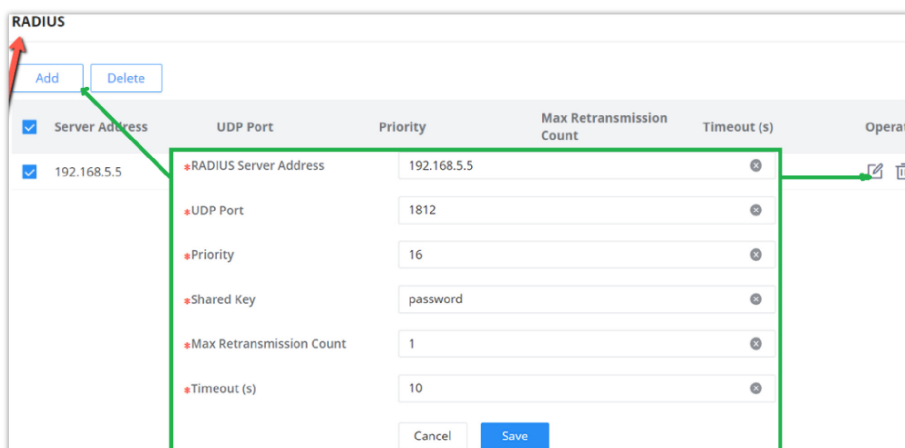 RADIUS
Add Delete
Server Address UDP Port Priority Max Retransmission Count Timeout (s)
192.168.5.5
*RADIUS Server Address 192.168.5.5
*UDP Port 1812
*Priority 16
*Shared Key password
*Max Retransmission Count 1
*Timeout (s) 10
Cancel Save